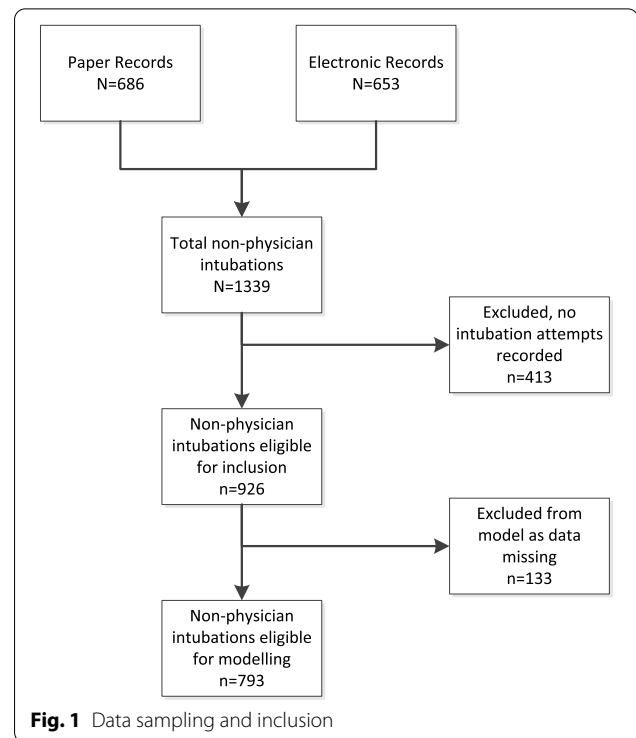 Paper Records
N=686
Electronic Records
N=653
Total non-physician
intubations
N=1339
Excluded, no
intubation attempts
recorded
n=413
Non-physician
intubations eligible
for inclusion
n=926
Excluded from
model as data
missing
n=133
Non-physician
intubations eligible
for modelling
n=793
Fig. 1 Data sampling and inclusion